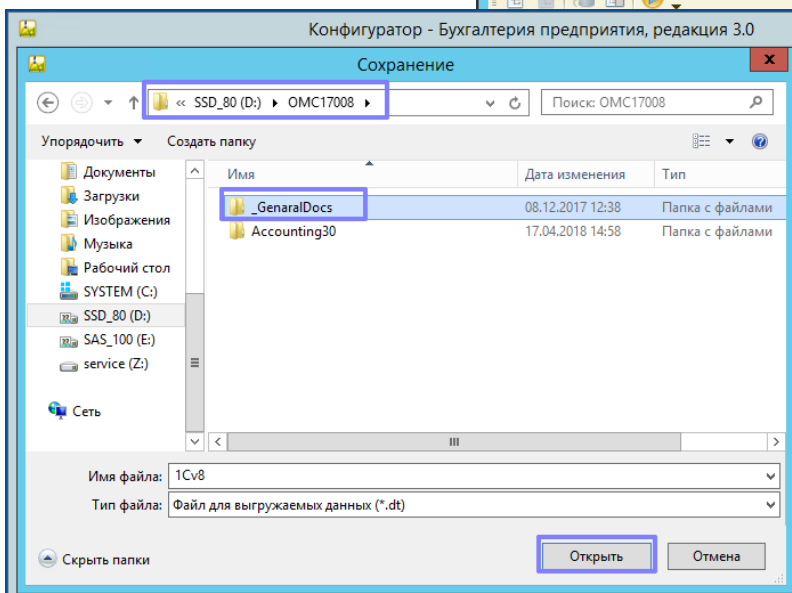 Конфигуратор - Бухгалтерия предприятия, редакция 3.0
Сохранение
x
« SSD_80 (D:) ▸ OMC17008 ▸
Поиск: OMC17008
Упорядочить Создать папку
Имя Дата изменения Тип
Документы
Загрузки
Изображения
Музыка
Рабочий стол
SYSTEM (C:)
SSD_80 (D:)
SAS_100 (E:)
service (Z:)
Сеть
_GenaralDocs 08.12.2017 12:38 Папка с файлами
Accounting30 17.04.2018 14:58 Папка с файлами
Имя файла: 1Cv8
Тип файла: Файл для выгружаемых данных (*.dt)
Скрыть папки Открыть Отмена